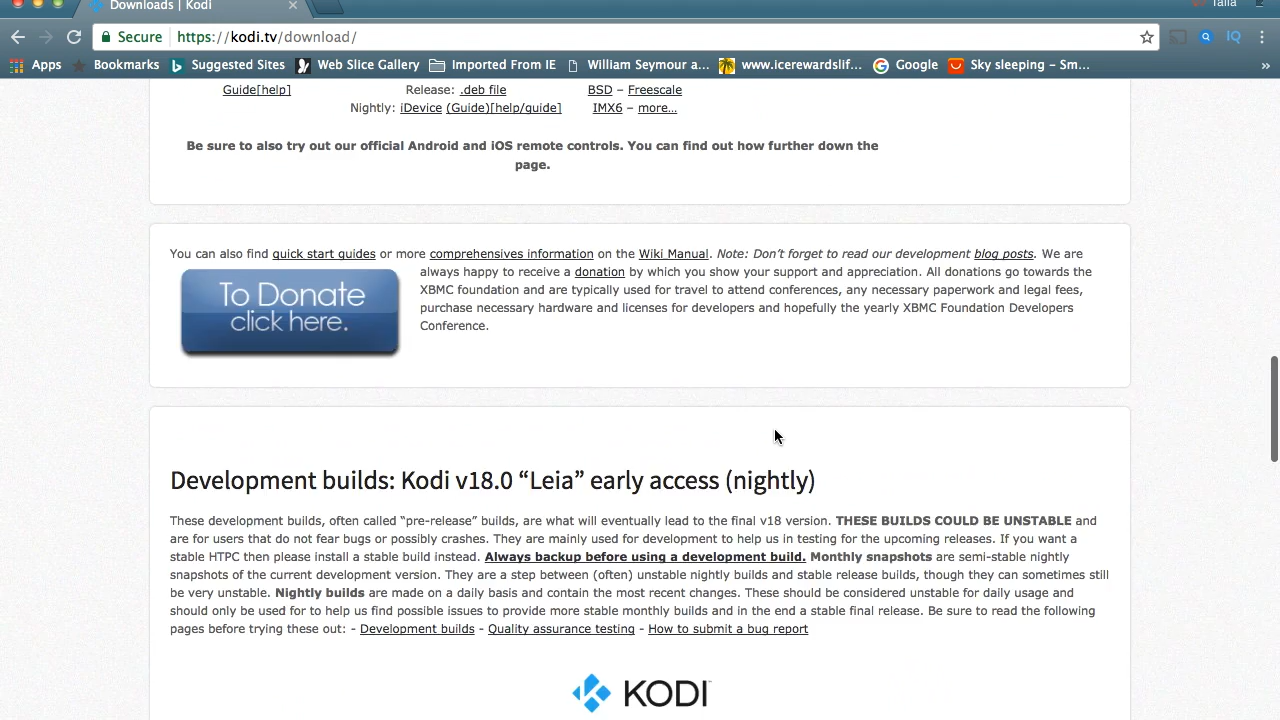 Downloads | Kodi
Talia
Secure https://kodi.tv/download/
IQ
Apps Bookmarks Suggested Sites Web Slice Gallery Imported From IE William Seymour a... www.icerewardslif... Google Sky sleeping – Sm... »
Guide[help] Release: .deb file BSD – Freescale
Nightly: iDevice (Guide)[help/guide] IMX6 – more...
Be sure to also try out our official Android and iOS remote controls. You can find out how further down the
page.
You can also find quick start guides or more comprehensives information on the Wiki Manual. Note: Don’t forget to read our development blog posts. We are
always happy to receive a donation by which you show your support and appreciation. All donations go towards the
XBMC foundation and are typically used for travel to attend conferences, any necessary paperwork and legal fees,
purchase necessary hardware and licenses for developers and hopefully the yearly XBMC Foundation Developers
Conference.
To Donate
click here.
Development builds: Kodi v18.0 “Leia” early access (nightly)
These development builds, often called “pre-release” builds, are what will eventually lead to the final v18 version. THESE BUILDS COULD BE UNSTABLE and
are for users that do not fear bugs or possibly crashes. They are mainly used for development to help us in testing for the upcoming releases. If you want a
stable HTPC then please install a stable build instead. Always backup before using a development build. Monthly snapshots are semi-stable nightly
snapshots of the current development version. They are a step between (often) unstable nightly builds and stable release builds, though they can sometimes still
be very unstable. Nightly builds are made on a daily basis and contain the most recent changes. These should be considered unstable for daily usage and
should only be used for to help us find possible issues to provide more stable monthly builds and in the end a stable final release. Be sure to read the following
pages before trying these out: - Development builds - Quality assurance testing - How to submit a bug report
KODI